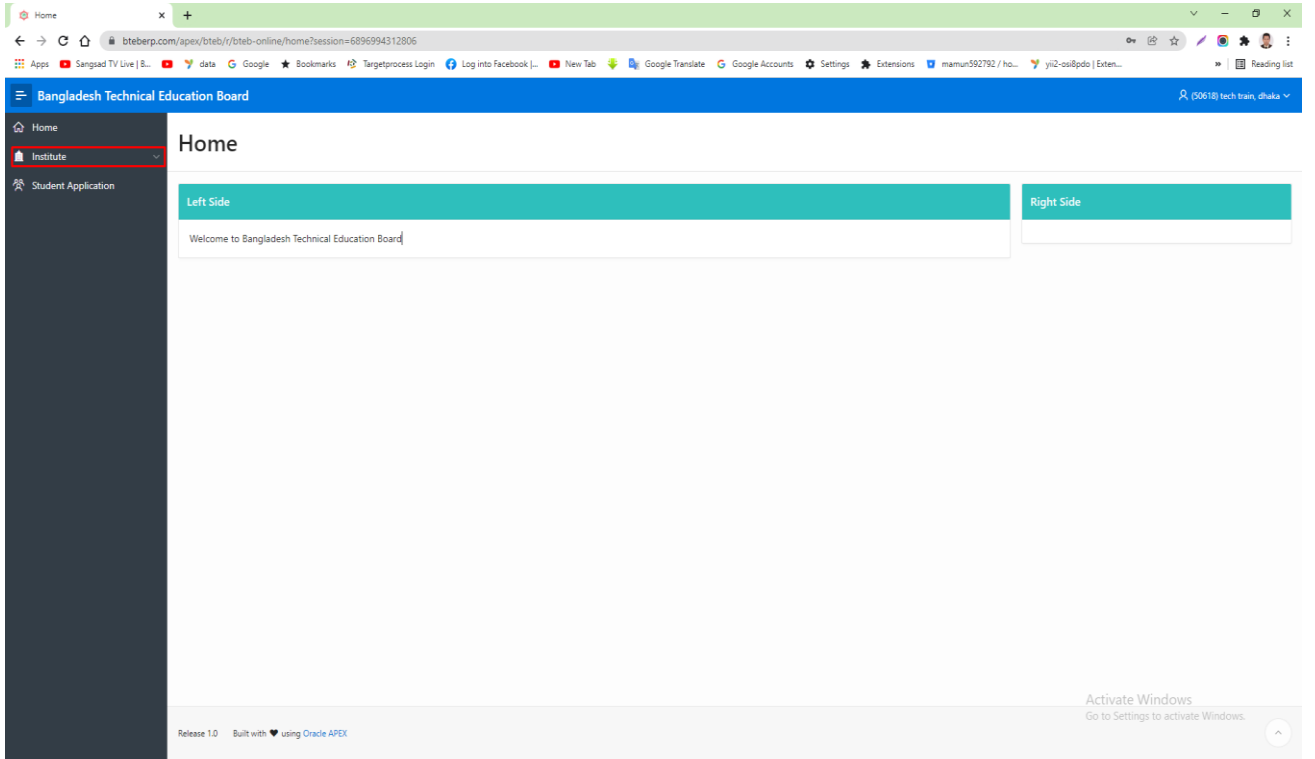 Home
bteberp.com/apex/bteb/r/bteb-online/home?session=6896994312806
Apps Sangsad TV Live | B... data Google Bookmarks Targetprocess Login Log into Facebook |... New Tab Google Translate Google Accounts Settings Extensions mamun592792 / ho... yii2-osi8pdo | Exten... » Reading list
Bangladesh Technical Education Board (50618) tech train, dhaka
Home
Institute
Student Application
Home
Left Side
Welcome to Bangladesh Technical Education Board
Right Side
Activate Windows
Go to Settings to activate Windows.
Release 1.0 Built with ♥ using Oracle APEX